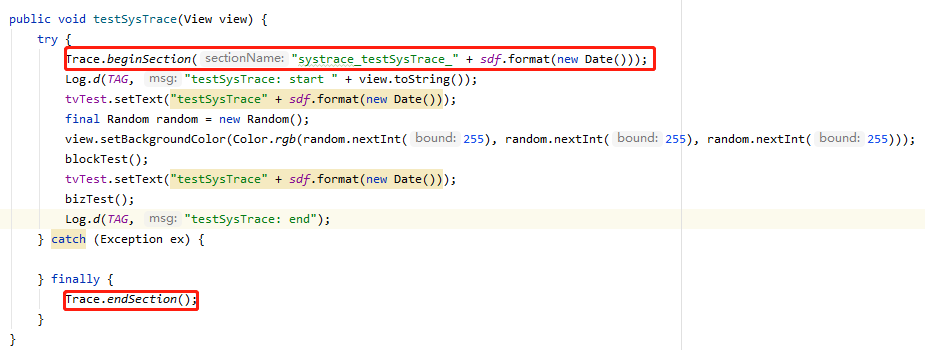 public void testSysTrace(View view) {
    try {
        Trace.beginSection( sectionName: "systrace_testSysTrace_" + sdf.format(new Date()));
        Log.d(TAG, msg: "testSysTrace: start " + view.toString());
        tvTest.setText("testSysTrace" + sdf.format(new Date()));
        final Random random = new Random();
        view.setBackgroundColor(Color.rgb(random.nextInt( bound: 255), random.nextInt( bound: 255), random.nextInt( bound: 255)));
        blockTest();
        tvTest.setText("testSysTrace" + sdf.format(new Date()));
        bizTest();
        Log.d(TAG, msg: "testSysTrace: end");
    } catch (Exception ex) {
    } finally {
        Trace.endSection();
    }
}